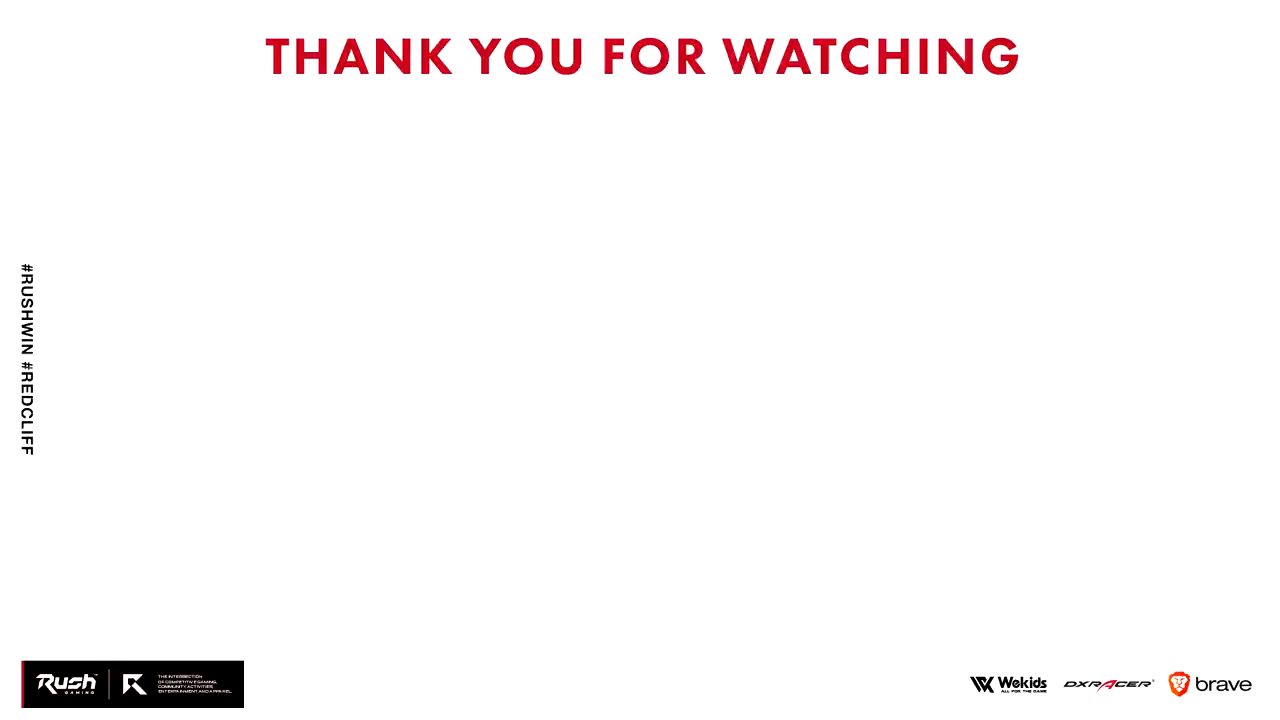 THANK YOU FOR WATCHING
#RUSHWIN #REDCLIFF
Rush
GAMING
THE INTERSECTION
OF COMPETITIVE GAMING,
COMMUNITY ACTIVITIES,
ENTERTAINMENT AND APPAREL.
Wekids
ALL FOR THE GAME
DXRACER
brave